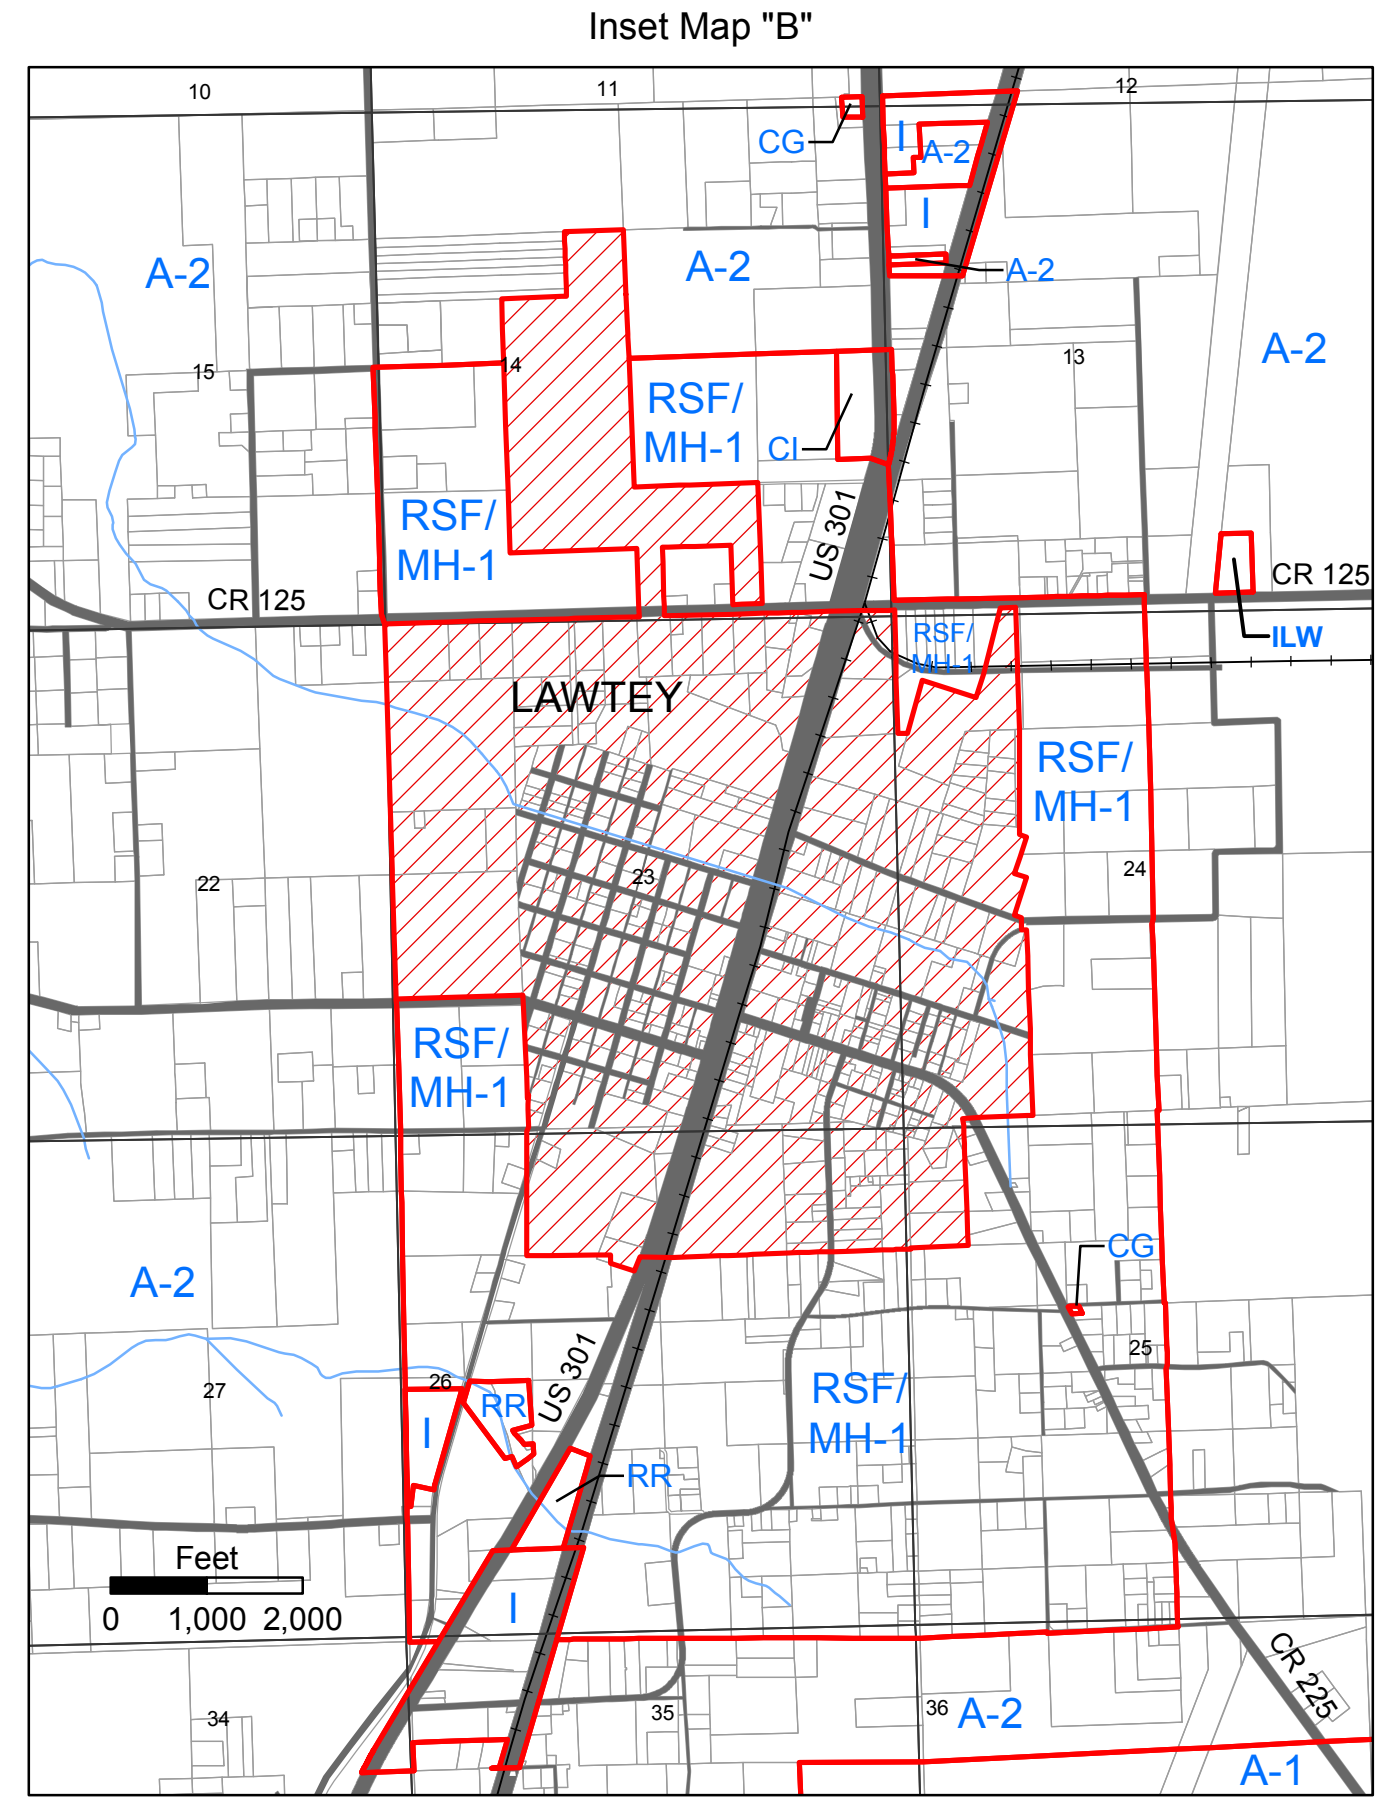 Inset Map "B"
10
11
12
CG
I
A-2
I
A-2
A-2
A-2
A-2
15
14
13
RSF/
MH-1
CI
RSF/
MH-1
US 301
CR 125
CR 125
ILW
RSF/
MH-1
LAWTEY
RSF/
MH-1
22
23
24
RSF/
MH-1
CG
A-2
25
27
26
RR
US 301
RSF/
MH-1
I
RR
Feet
0 1,000 2,000
I
CR 225
34
35
36
A-2
A-1